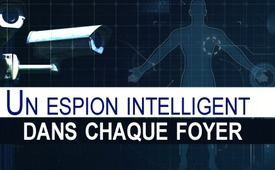 UN ESPION INTELLIGENT
DANS CHAQUE FOYER